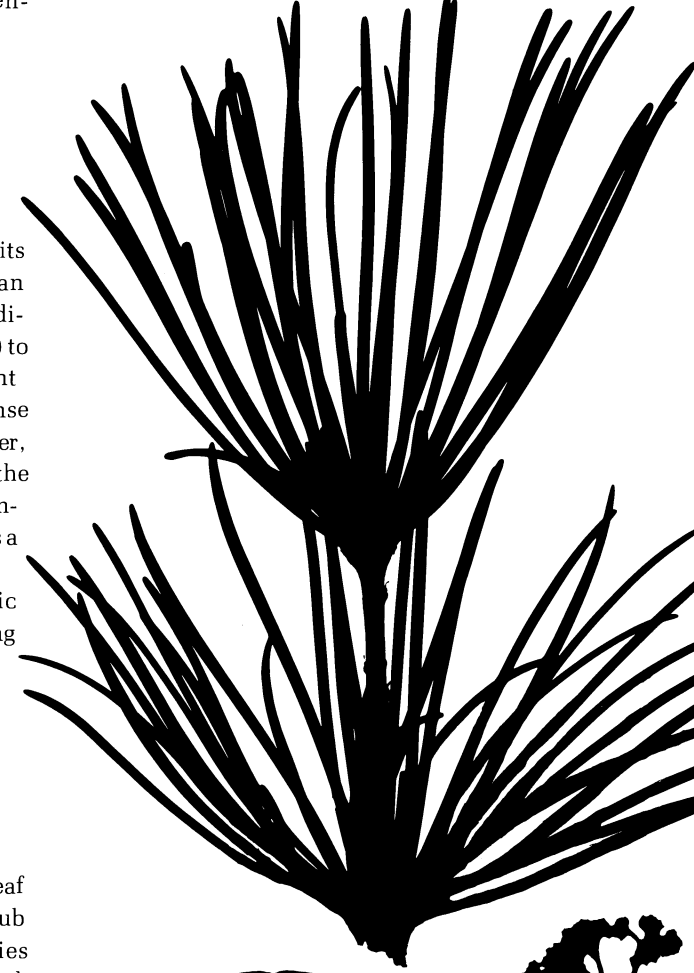 en-
its
an
di-
to
nt
nse
er,
the
n-
s a
ic
ng
eaf
ub
ies